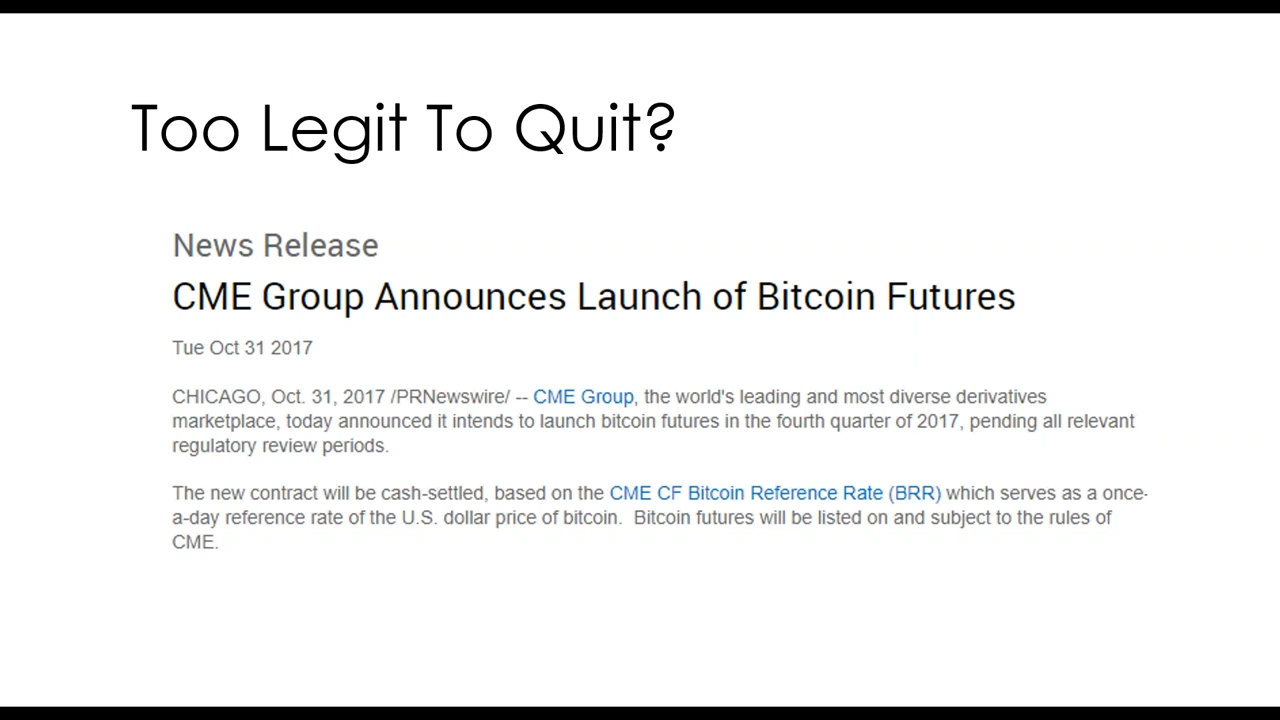 Too Legit To Quit?
News Release
CME Group Announces Launch of Bitcoin Futures
Tue Oct 31 2017
CHICAGO, Oct. 31, 2017 /PRNewswire/ -- CME Group, the world's leading and most diverse derivatives
marketplace, today announced it intends to launch bitcoin futures in the fourth quarter of 2017, pending all relevant
regulatory review periods.
The new contract will be cash-settled, based on the CME CF Bitcoin Reference Rate (BRR) which serves as a once-
a-day reference rate of the U.S. dollar price of bitcoin.  Bitcoin futures will be listed on and subject to the rules of
CME.